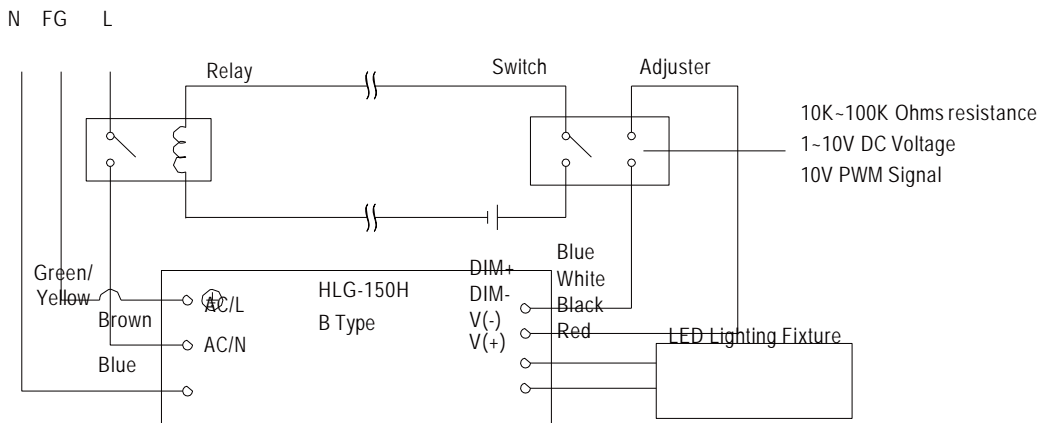 N FG L
Relay
Switch
Adjuster
10K~100K Ohms resistance
1~10V DC Voltage
10V PWM Signal
Green/
Yellow
Brown
Blue
AC/L
AC/N
HLG-150H
B Type
DIM+
DIM-
V(-)
V(+)
Blue
White
Black
Red
LED Lighting Fixture